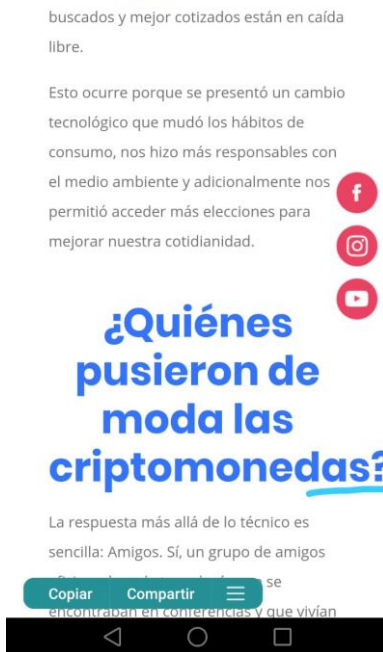 buscados y mejor cotizados están en caída
libre.
Esto ocurre porque se presentó un cambio
tecnológico que mudó los hábitos de
consumo, nos hizo más responsables con
el medio ambiente y adicionalmente nos
permitió acceder más elecciones para
mejorar nuestra cotidianidad.
¿Quiénes
pusieron de
moda las
criptomonedas?
La respuesta más allá de lo técnico es
sencilla: Amigos. Sí, un grupo de amigos
se
Copiar Compartir
encontraban en conferencias y que vivían